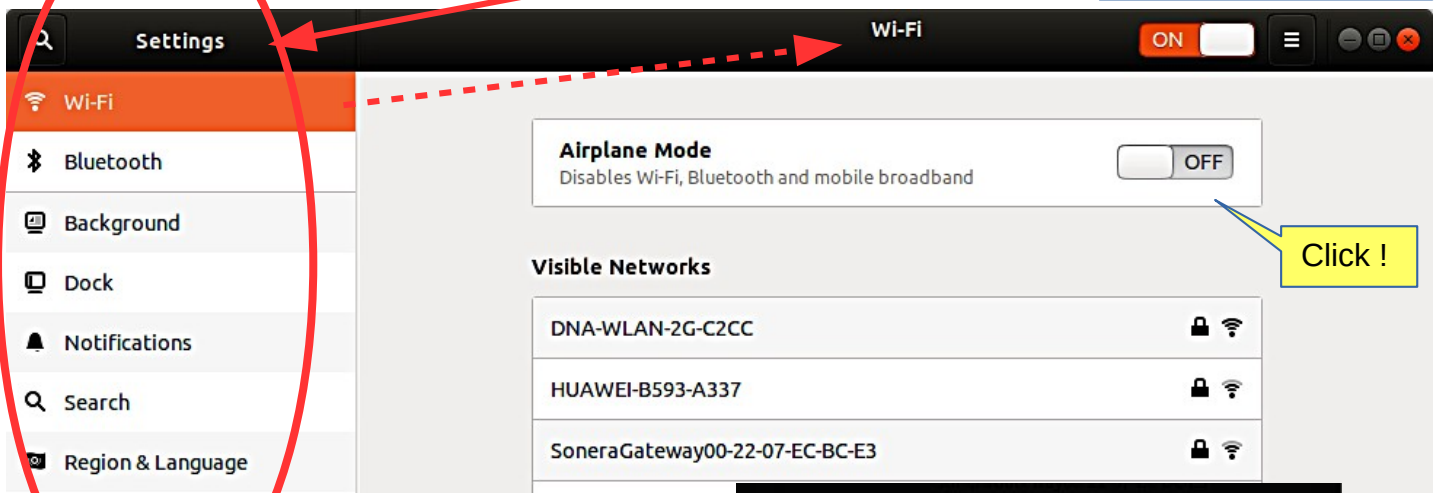 Settings
Wi-Fi
ON
Wi-Fi
Bluetooth
Background
Dock
Notifications
Search
Region & Language
Airplane Mode
Disables Wi-Fi, Bluetooth and mobile broadband
OFF
Click !
Visible Networks
DNA-WLAN-2G-C2CC
HUAWEI-B593-A337
SoneraGateway00-22-07-EC-BC-E3